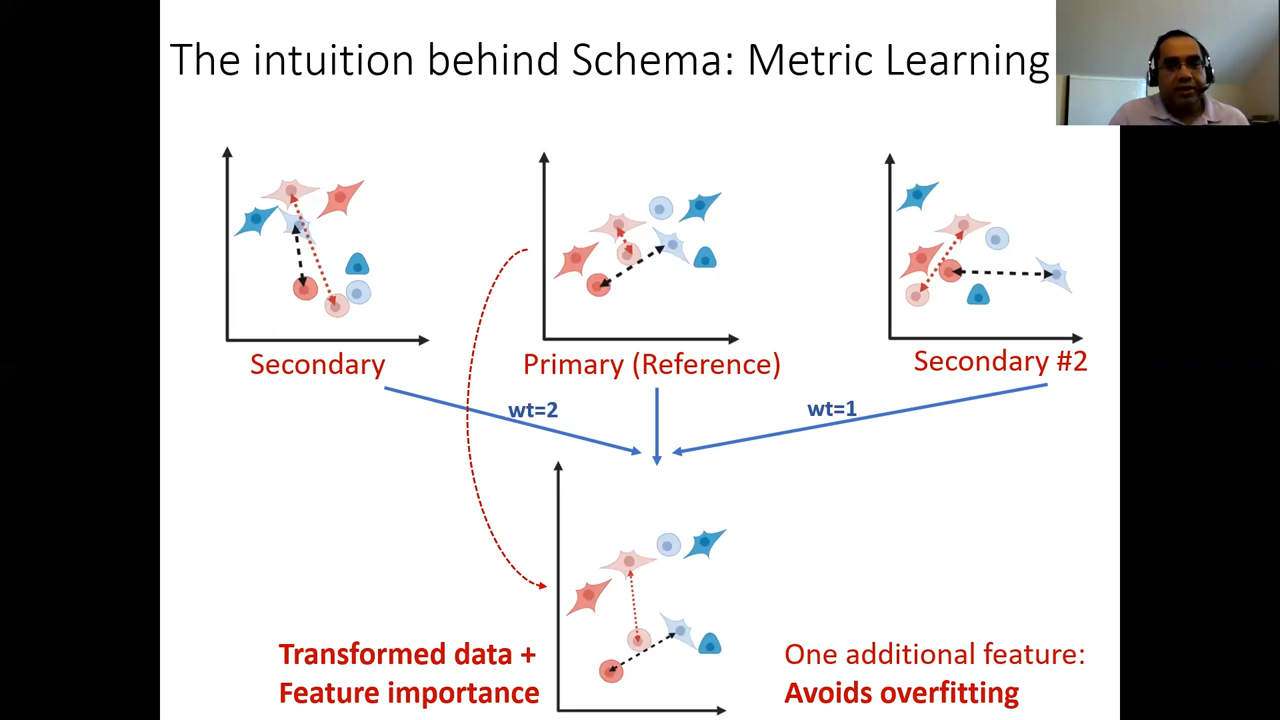 The intuition behind Schema: Metric Learning
Secondary
Primary (Reference)
Secondary #2
wt=2
wt=1
Transformed data +
Feature importance
One additional feature:
Avoids overfitting